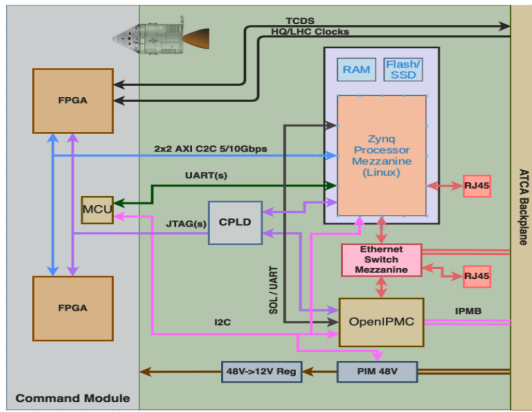 TCDS
HQ/LHC Clocks
FPGA
RAM
Flash/
SSD
Zynq
Processor
Mezzanine
(Linux)
2x2 AXI C2C 5/10Gbps
UART(s)
MCU
JTAG(s)
CPLD
RJ45
ATCA Backplane
Ethernet
Switch
Mezzanine
RJ45
FPGA
SOL / UART
I2C
OpenIPMC
IPMB
48V->12V Reg
PIM 48V
Command Module